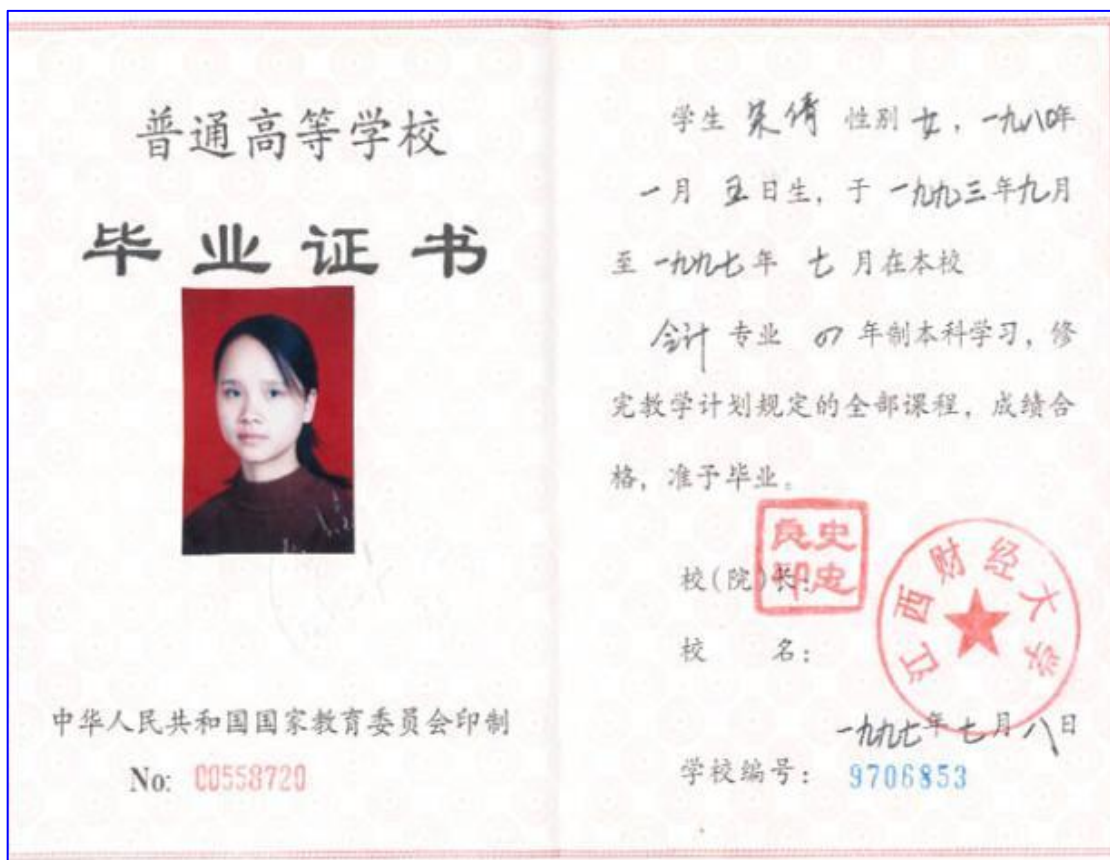 普通高等学校
毕业证书
中华人民共和国国家教育委员会印制
No: C0558720
学生 宋倩 性别 女，一九八〇年
一月 五日生，于 一九九三年九月
至 一九九七年 七 月在本校
会计 专业 四 年制本科学习，修
完教学计划规定的全部课程，成绩合
格，准予毕业。
史忠良印
校(院)长：
江西财经大学
校 名：
一九九七年 七月 八日
学校编号： 9706853